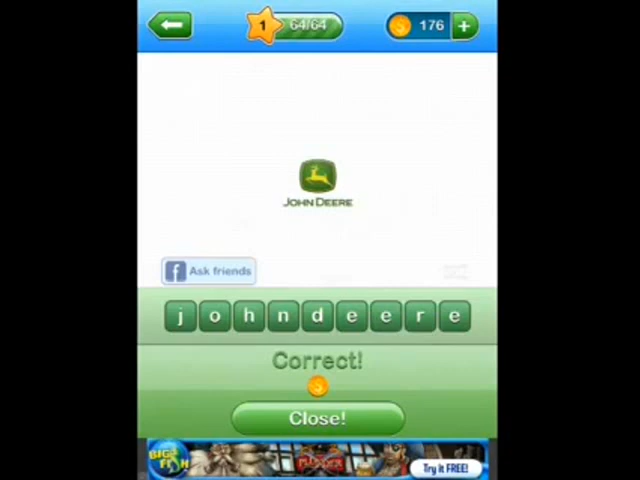 1 64/64 176 +
JOHN DEERE
f Ask friends
j o h n d e e r e
Correct!
Close!
BIG FISH
Try it FREE!